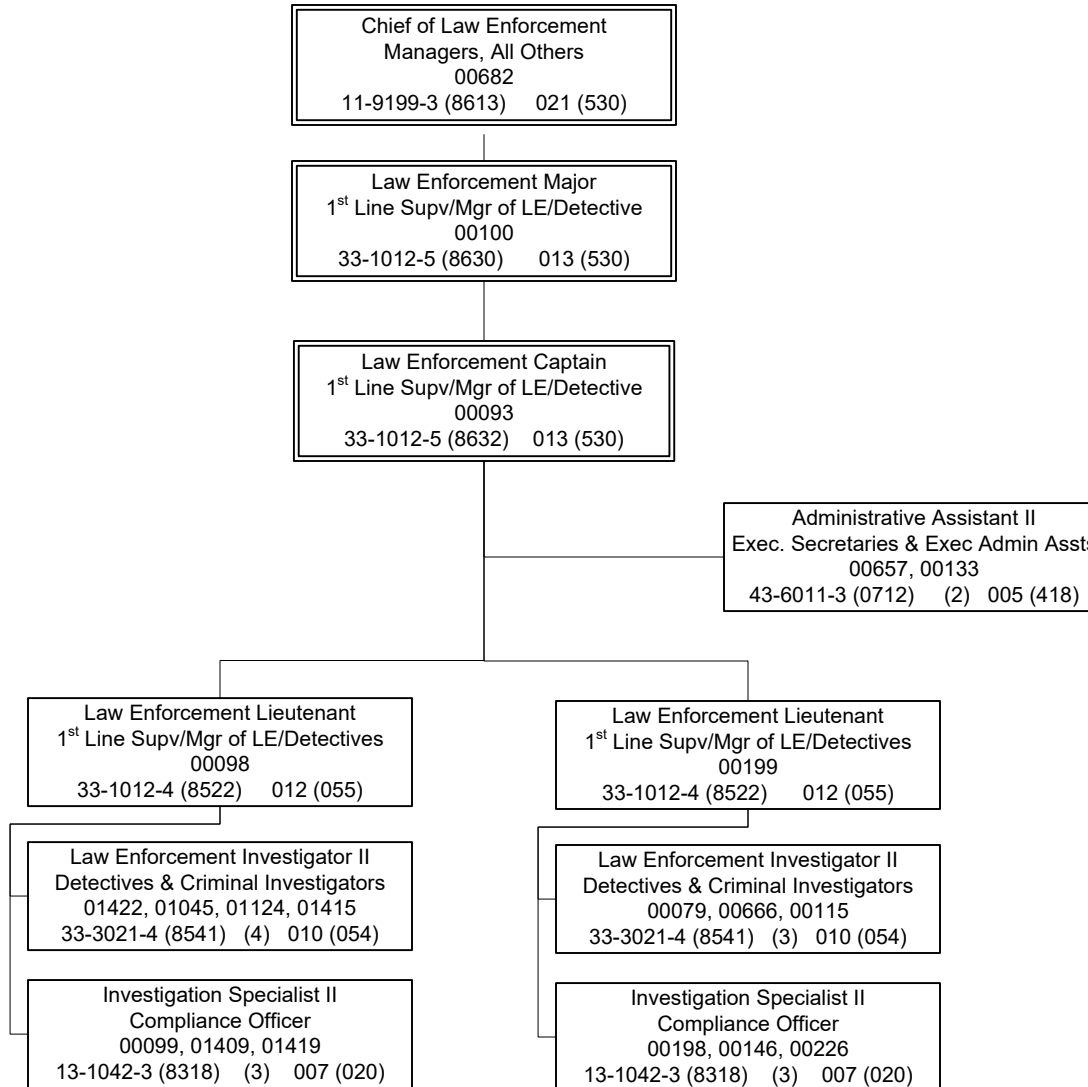 Chief of Law Enforcement
Managers, All Others
00682
11-9199-3 (8613) 021 (530)
Law Enforcement Major
1st Line Supv/Mgr of LE/Detective
00100
33-1012-5 (8630) 013 (530)
Law Enforcement Captain
1st Line Supv/Mgr of LE/Detective
00093
33-1012-5 (8632) 013 (530)
Administrative Assistant II
Exec. Secretaries & Exec Admin Assts
00657, 00133
43-6011-3 (0712) (2) 005 (418)
Law Enforcement Lieutenant
1st Line Supv/Mgr of LE/Detectives
00098
33-1012-4 (8522) 012 (055)
Law Enforcement Investigator II
Detectives & Criminal Investigators
01422, 01045, 01124, 01415
33-3021-4 (8541) (4) 010 (054)
Investigation Specialist II
Compliance Officer
00099, 01409, 01419
13-1042-3 (8318) (3) 007 (020)
Law Enforcement Lieutenant
1st Line Supv/Mgr of LE/Detectives
00199
33-1012-4 (8522) 012 (055)
Law Enforcement Investigator II
Detectives & Criminal Investigators
00079, 00666, 00115
33-3021-4 (8541) (3) 010 (054)
Investigation Specialist II
Compliance Officer
00198, 00146, 00226
13-1042-3 (8318) (3) 007 (020)